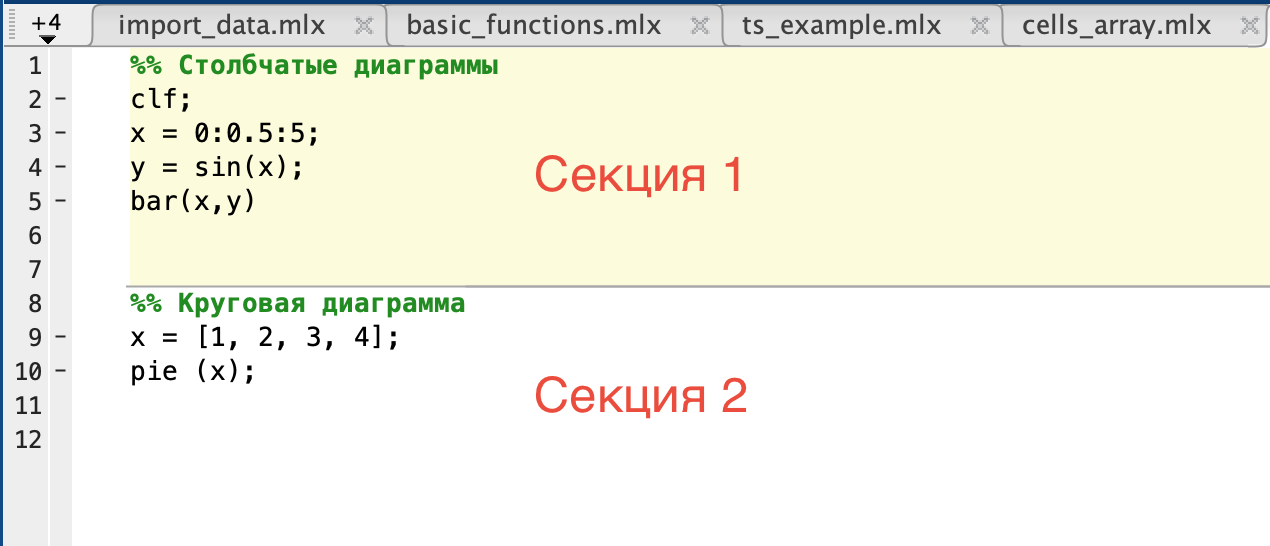 +4 import_data.mlx basic_functions.mlx ts_example.mlx cells_array.mlx
1 %% Столбчатые диаграммы
2 – clf;
3 – x = 0:0.5:5;
4 – y = sin(x);
Секция 1
5 – bar(x,y)
6
7
8 %% Круговая диаграмма
9 – x = [1, 2, 3, 4];
10 – pie (x);
Секция 2
11
12